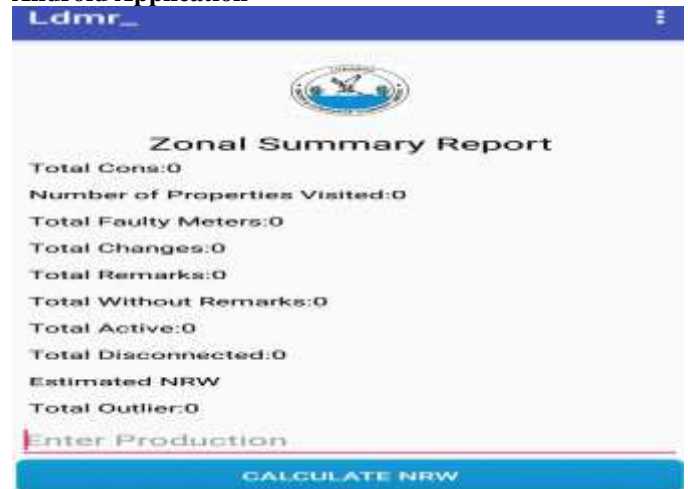 Android Application
Ldmr_
Zonal Summary Report
Total Cons:0
Number of Properties Visited:0
Total Faulty Meters:0
Total Changes:0
Total Remarks:0
Total Without Remarks:0
Total Active:0
Total Disconnected:0
Estimated NRW
Total Outlier:0
Enter Production
CALCULATE NRW